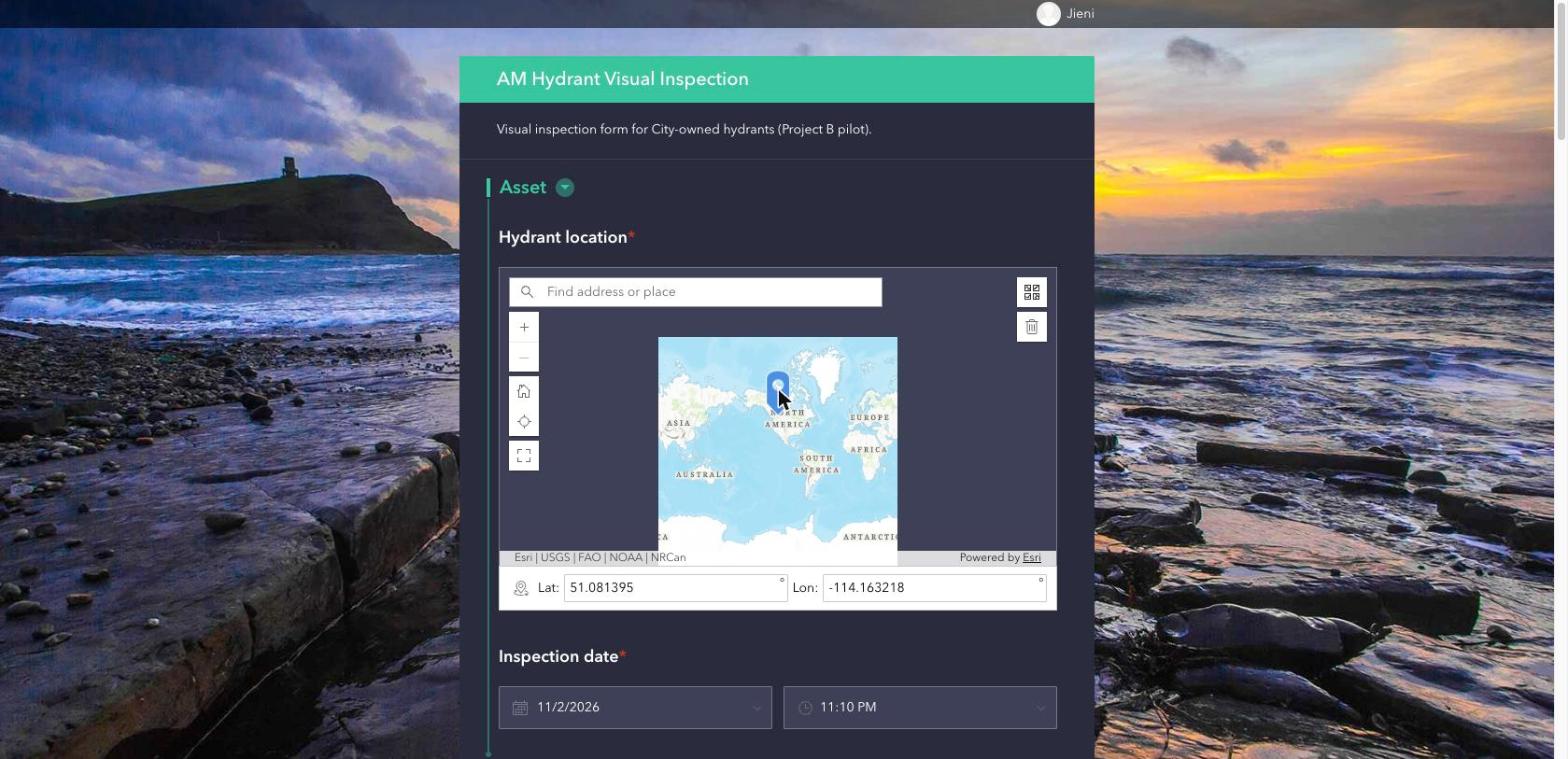 Jieni
AM Hydrant Visual Inspection
Visual inspection form for City-owned hydrants (Project B pilot).
Asset
Hydrant location*
Find address or place
+
–
ASIA
NORTH
AMERICA
EUROPE
AFRICA
SOUTH
AMERICA
AUSTRALIA
CA
ANTARCTI
Esri | USGS | FAO | NOAA | NRCan
Powered by Esri
Lat: 51.081395 ° Lon: -114.163218 °
Inspection date*
11/2/2026 11:10 PM